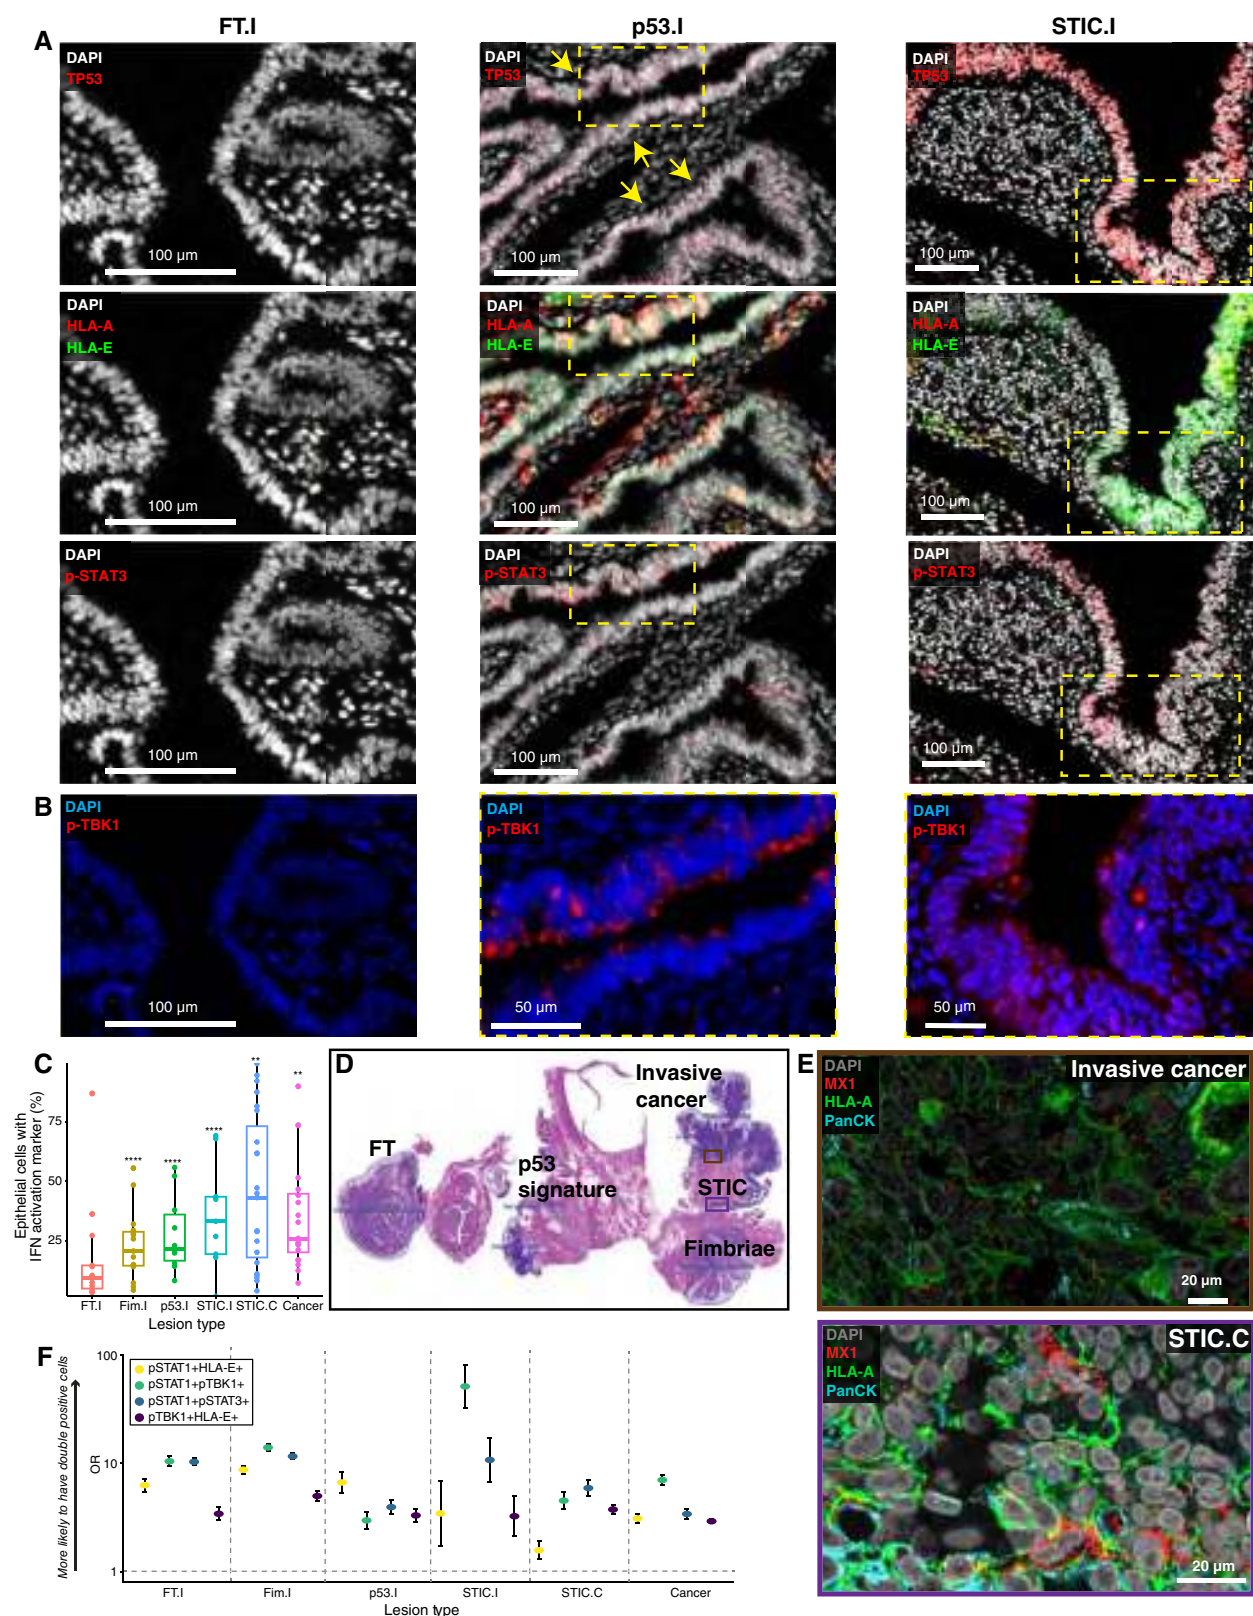 FT.I
p53.I
STIC.I
A
DAPI
TP53
100 µm
DAPI
TP53
100 µm
DAPI
TP53
100 µm
DAPI
HLA-A
HLA-E
100 µm
DAPI
HLA-A
HLA-E
100 µm
DAPI
HLA-A
HLA-E
100 µm
DAPI
p-STAT3
100 µm
DAPI
p-STAT3
100 µm
DAPI
p-STAT3
100 µm
B
DAPI
p-TBK1
100 µm
DAPI
p-TBK1
50 µm
DAPI
p-TBK1
50 µm
C
Epithelial cells with
IFN activation marker (%)
75
50
25
****
****
****
**
**
FT.I
Fim.I
p53.I
STIC.I
STIC.C
Cancer
Lesion type
D
FT
p53
signature
Invasive
cancer
STIC
Fimbriae
E
DAPI
MX1
HLA-A
PanCK
Invasive cancer
20 µm
DAPI
MX1
HLA-A
PanCK
STIC.C
20 µm
F
More likely to have double positive cells
OR
100
10
1
pSTAT1+HLA-E+
pSTAT1+pTBK1+
pSTAT1+pSTAT3+
pTBK1+HLA-E+
FT.I
Fim.I
p53.I
STIC.I
STIC.C
Cancer
Lesion type